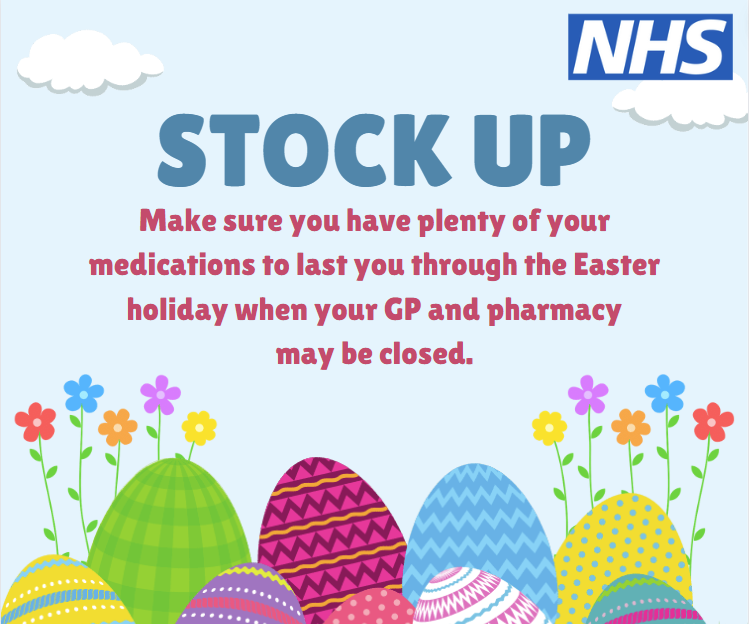 NHS
STOCK UP
Make sure you have plenty of your
medications to last you through the Easter
holiday when your GP and pharmacy
may be closed.